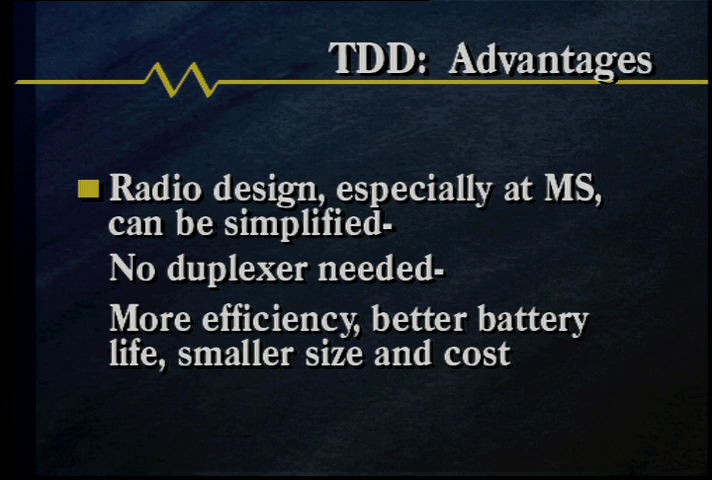 TDD: Advantages
Radio design, especially at MS,
can be simplified-
No duplexer needed-
More efficiency, better battery
life, smaller size and cost